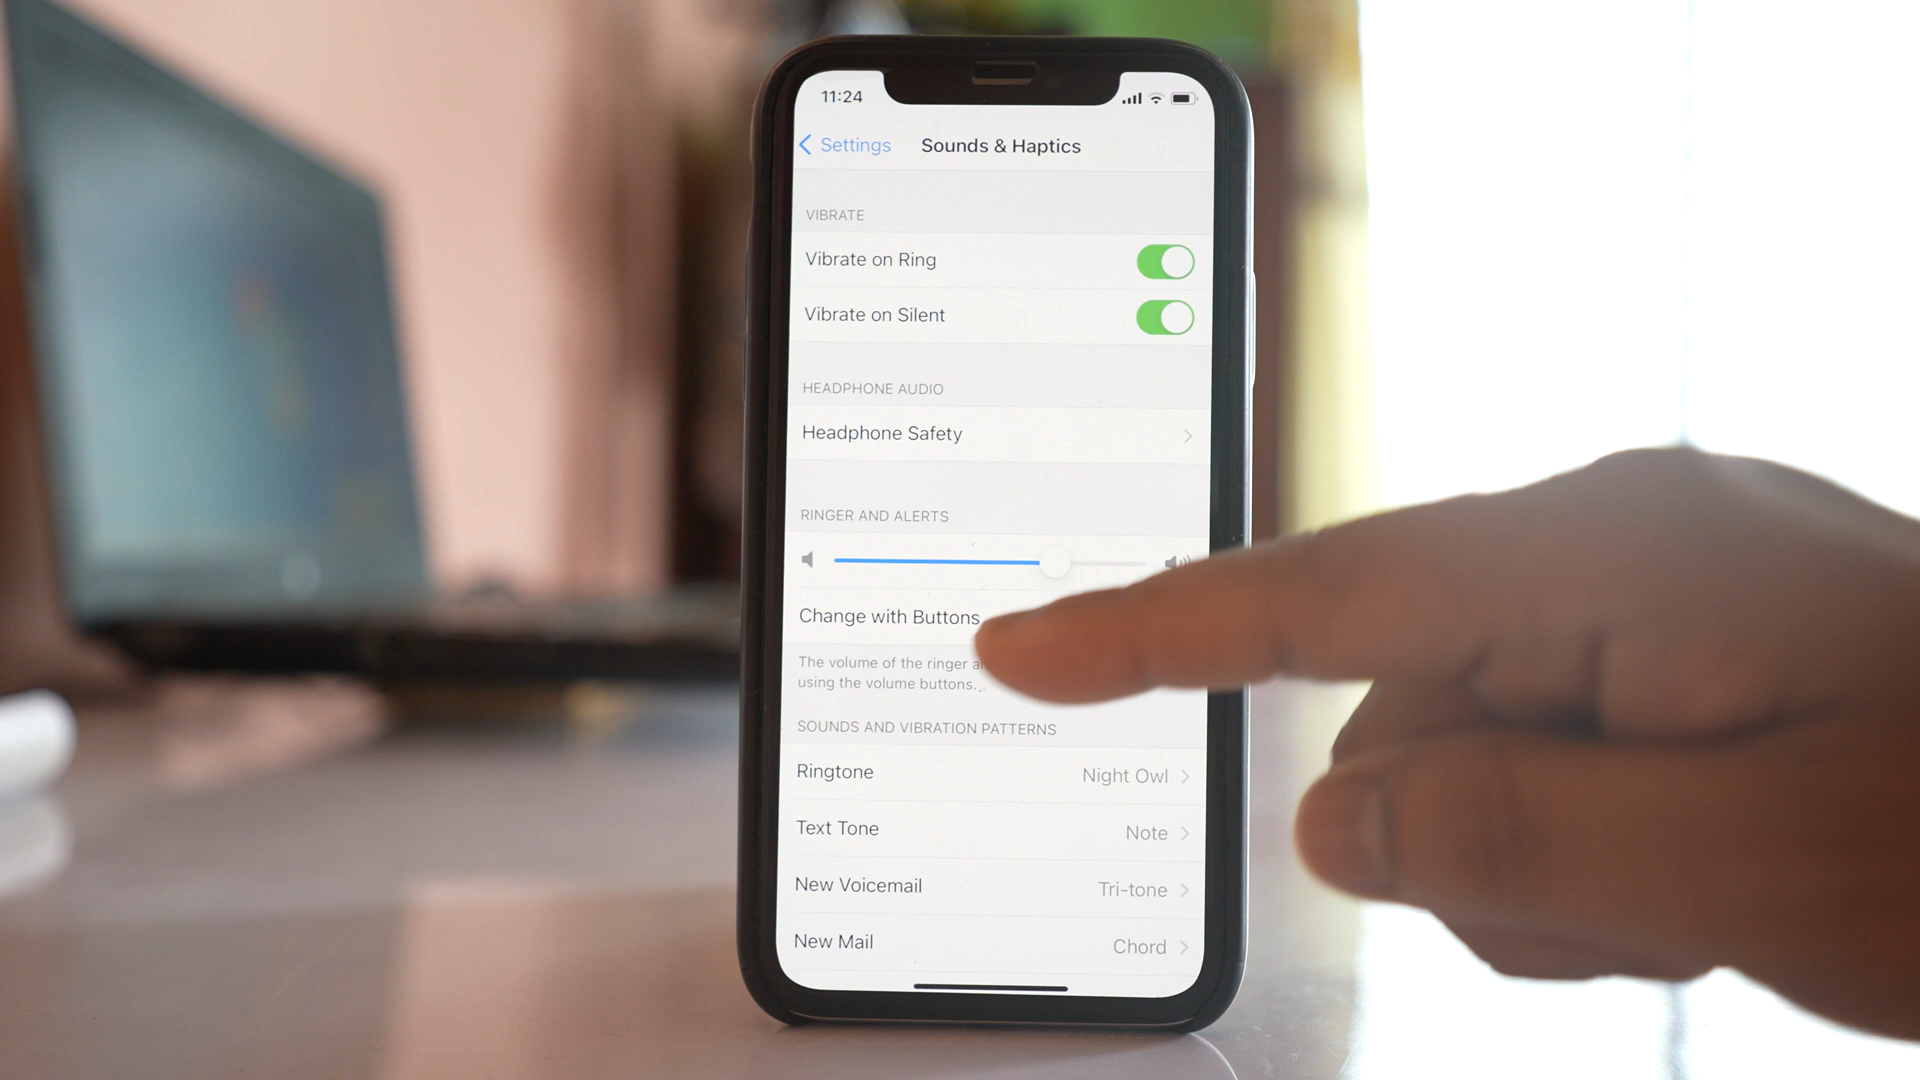 11:24
Settings
Sounds & Haptics
VIBRATE
Vibrate on Ring
Vibrate on Silent
HEADPHONE AUDIO
Headphone Safety
RINGER AND ALERTS
Change with Buttons
The volume of the ringer
using the volume buttons.
SOUNDS AND VIBRATION PATTERNS
Ringtone Night Owl
Text Tone Note
New Voicemail Tri-tone
New Mail Chord